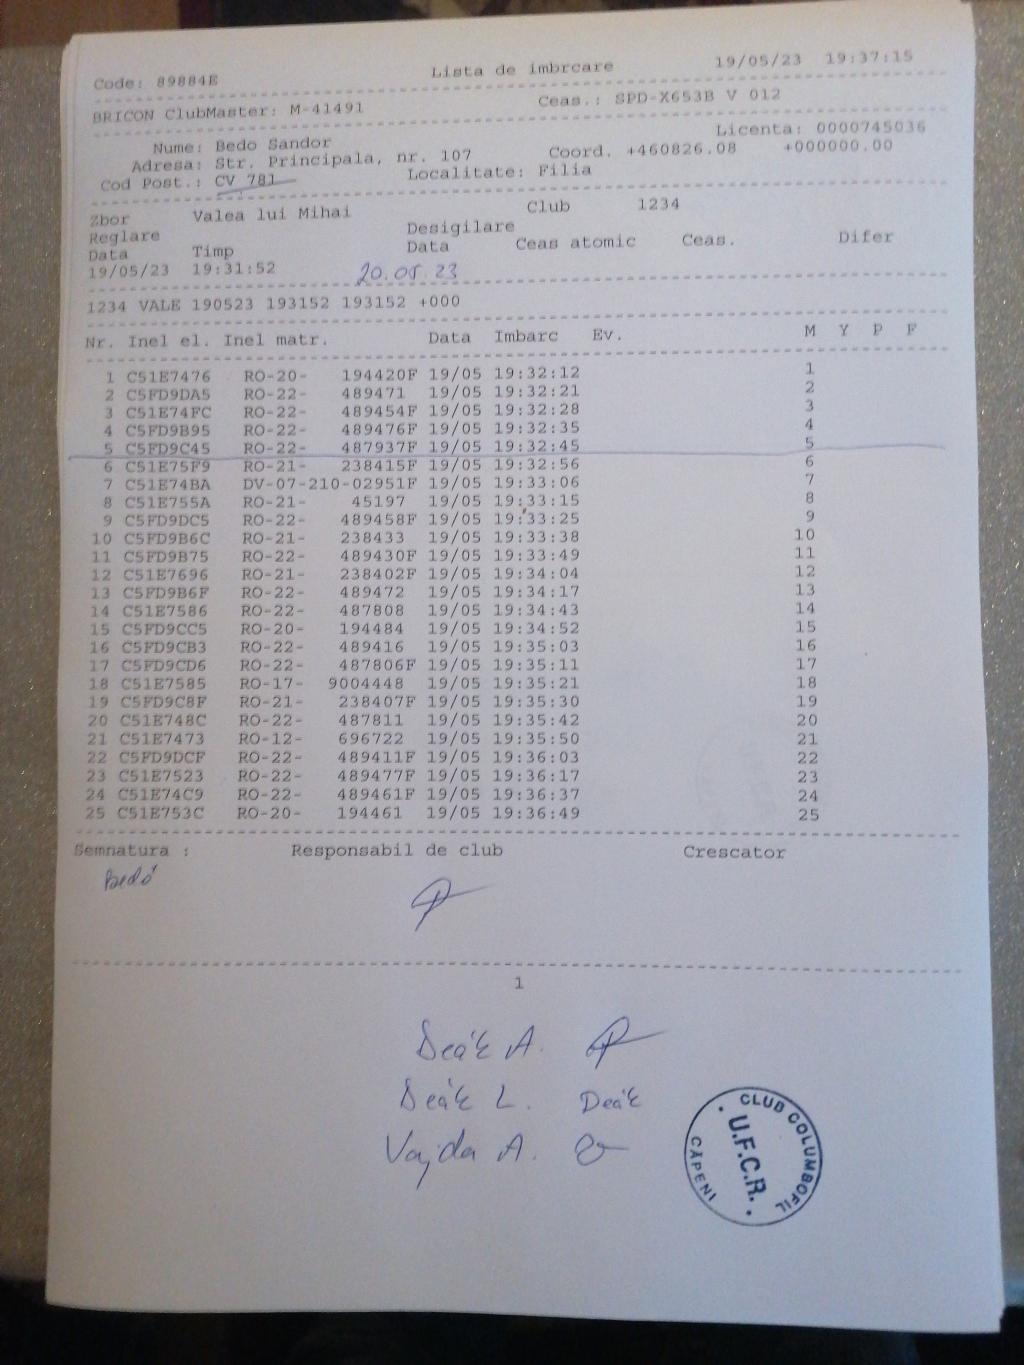 Code: 89884E Lista de imbrcare 19/05/23 19:37:15
BRICON ClubMaster: M-41491 Ceas.: SPD-X653B V 012
Licenta: 0000745036
Nume: Bedo Sandor
Adresa: Str. Principala, nr. 107 Coord. +460826.08 +000000.00
Cod Post.: CV 781 Localitate: Filia
Zbor Valea lui Mihai Club 1234
Reglare Desigilare
Data Timp Data Ceas atomic Ceas. Difer
19/05/23 19:31:52 20.05.23
1234 VALE 190523 193152 193152 +000
Nr. Inel el. Inel matr. Data Imbarc Ev. M Y P F
1 C51E7476 RO-20- 194420F 19/05 19:32:12 1
2 C5FD9DA5 RO-22- 489471 19/05 19:32:21 2
3 C51E74FC RO-22- 489454F 19/05 19:32:28 3
4 C5FD9B95 RO-22- 489476F 19/05 19:32:35 4
5 C5FD9C45 RO-22- 487937F 19/05 19:32:45 5
6 C51E75F9 RO-21- 238415F 19/05 19:32:56 6
7 C51E74BA DV-07-210-02951F 19/05 19:33:06 7
8 C51E755A RO-21- 45197 19/05 19:33:15 8
9 C5FD9DC5 RO-22- 489458F 19/05 19:33:25 9
10 C5FD9B6C RO-21- 238433 19/05 19:33:38 10
11 C5FD9B75 RO-22- 489430F 19/05 19:33:49 11
12 C51E7696 RO-21- 238402F 19/05 19:34:04 12
13 C5FD9B6F RO-22- 489472 19/05 19:34:17 13
14 C51E7586 RO-22- 487808 19/05 19:34:43 14
15 C5FD9CC5 RO-20- 194484 19/05 19:34:52 15
16 C5FD9CB3 RO-22- 489416 19/05 19:35:03 16
17 C5FD9CD6 RO-22- 487806F 19/05 19:35:11 17
18 C51E7585 RO-17- 9004448 19/05 19:35:21 18
19 C5FD9C8F RO-21- 238407F 19/05 19:35:30 19
20 C51E748C RO-22- 487811 19/05 19:35:42 20
21 C51E7473 RO-12- 696722 19/05 19:35:50 21
22 C5FD9DCF RO-22- 489411F 19/05 19:36:03 22
23 C51E7523 RO-22- 489477F 19/05 19:36:17 23
24 C51E74C9 RO-22- 489461F 19/05 19:36:37 24
25 C51E753C RO-20- 194461 19/05 19:36:49 25
Semnatura : Responsabil de club Crescator
Bedó
1
Deák A.
Deák L. Deák
Vajda A.
CLUB COLUMBOFIL
U.F.C.R.
CĂPENI